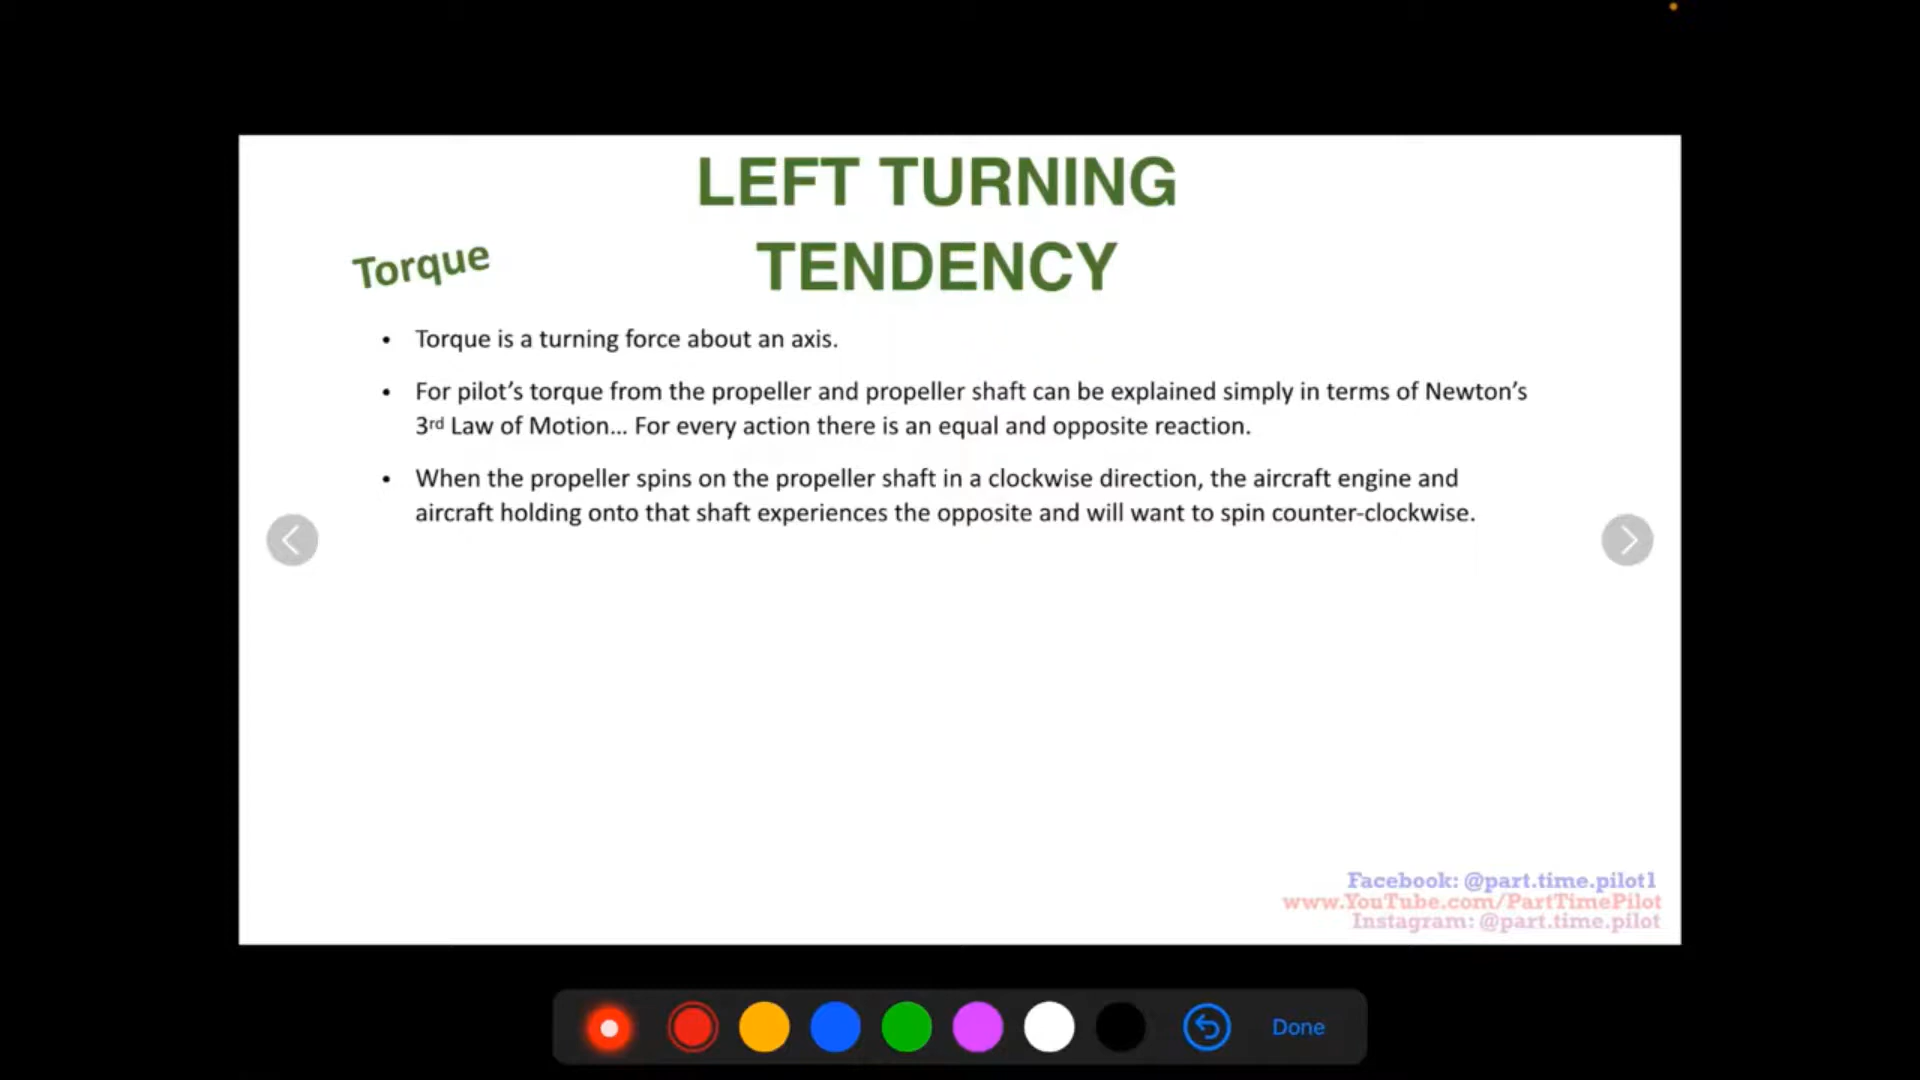 LEFT TURNING
TENDENCY
Torque
• Torque is a turning force about an axis.
• For pilot’s torque from the propeller and propeller shaft can be explained simply in terms of Newton’s
3rd Law of Motion... For every action there is an equal and opposite reaction.
• When the propeller spins on the propeller shaft in a clockwise direction, the aircraft engine and
aircraft holding onto that shaft experiences the opposite and will want to spin counter-clockwise.
Facebook: @part.time.pilot1
www.YouTube.com/PartTimePilot
Instagram: @part.time.pilot
Done